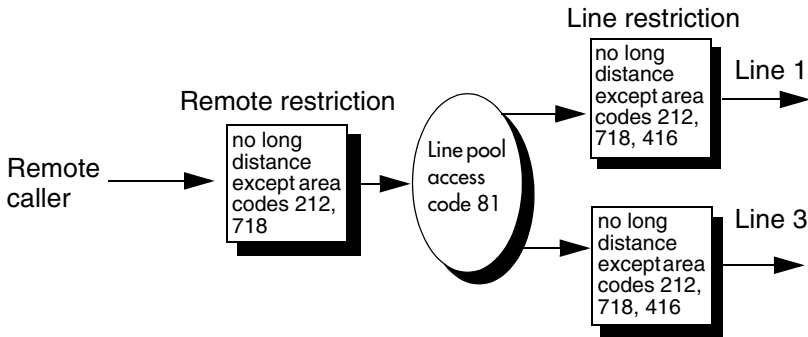 Line restriction
no long
distance
except area
codes 212,
718, 416
Line 1
Remote restriction
no long
distance
except area
codes 212,
718
Remote
caller
Line pool
access
code 81
no long
distance
except area
codes 212,
718, 416
Line 3